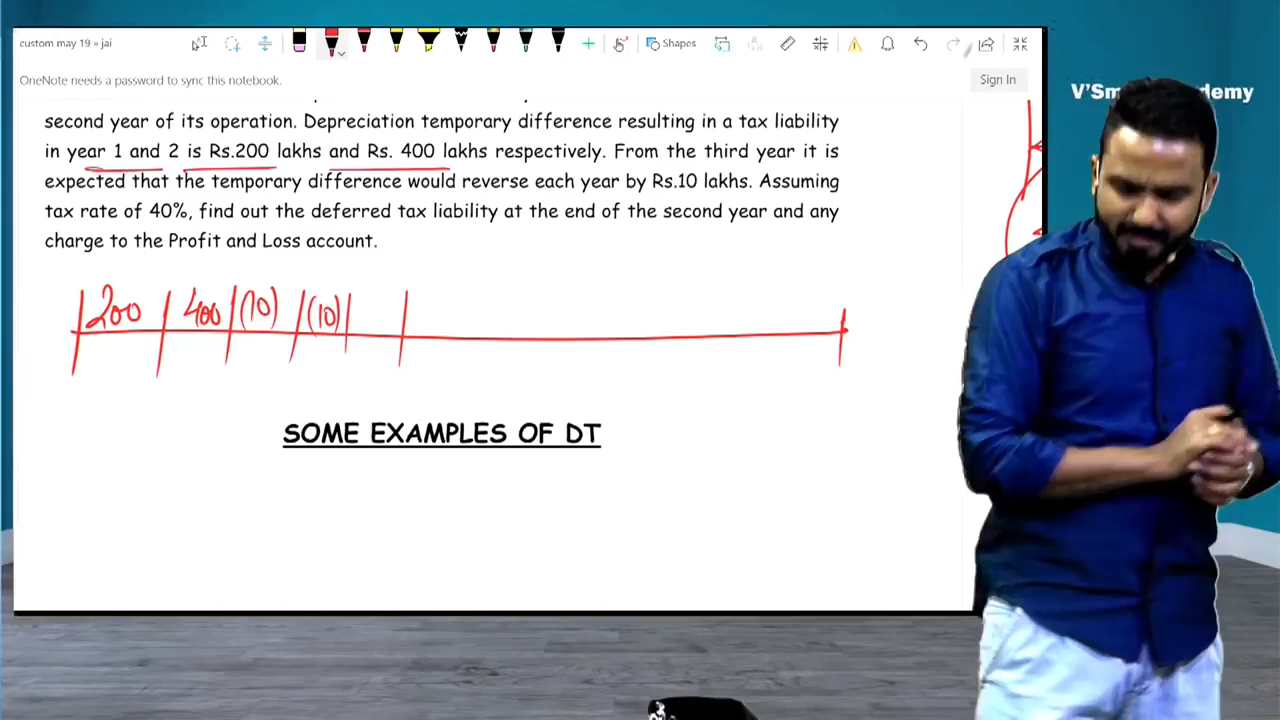 custom may 19 » jai
Shapes
OneNote needs a password to sync this notebook.
Sign In
V'Sm
demy
second year of its operation. Depreciation temporary difference resulting in a tax liability
in year 1 and 2 is Rs.200 lakhs and Rs. 400 lakhs respectively. From the third year it is
expected that the temporary difference would reverse each year by Rs.10 lakhs. Assuming
tax rate of 40%, find out the deferred tax liability at the end of the second year and any
charge to the Profit and Loss account.
200 400 (10) (10)
SOME EXAMPLES OF DT